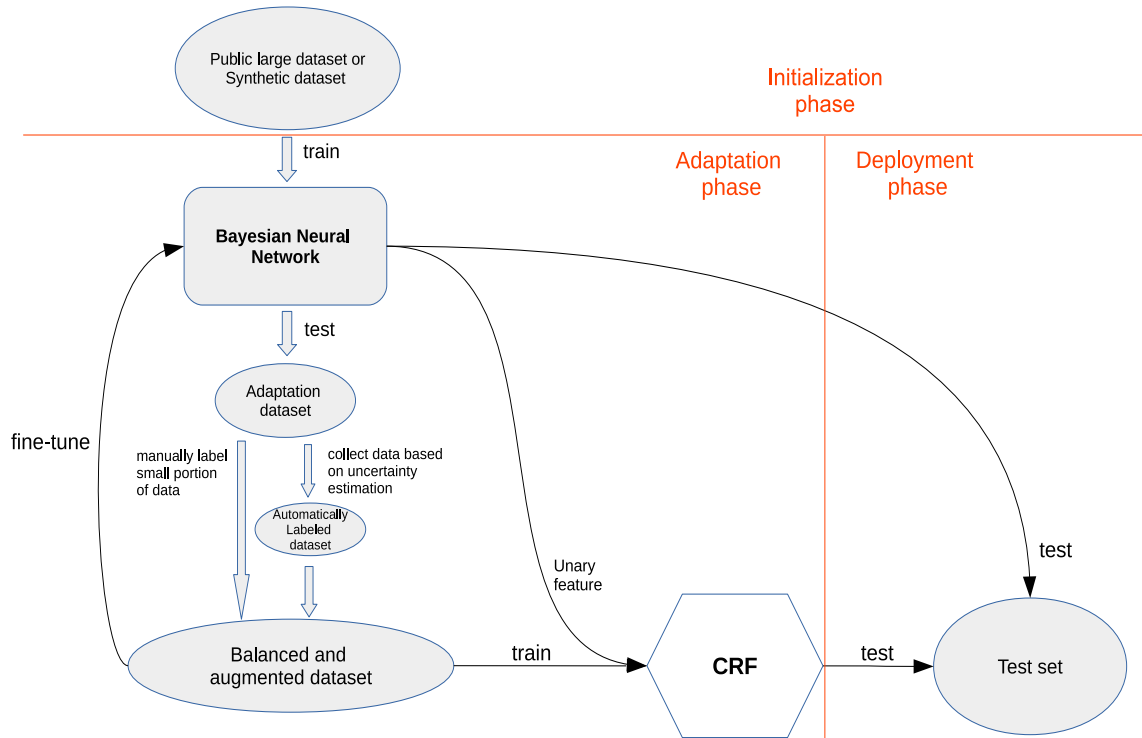 Public large dataset or
Synthetic dataset
Initialization
phase
train
Adaptation
phase
Deployment
phase
Bayesian Neural
Network
test
Adaptation
dataset
fine-tune
manually label
small portion
of data
collect data based
on uncertainty
estimation
Automatically
Labeled
dataset
Unary
feature
test
Balanced and
augmented dataset
train
CRF
test
Test set